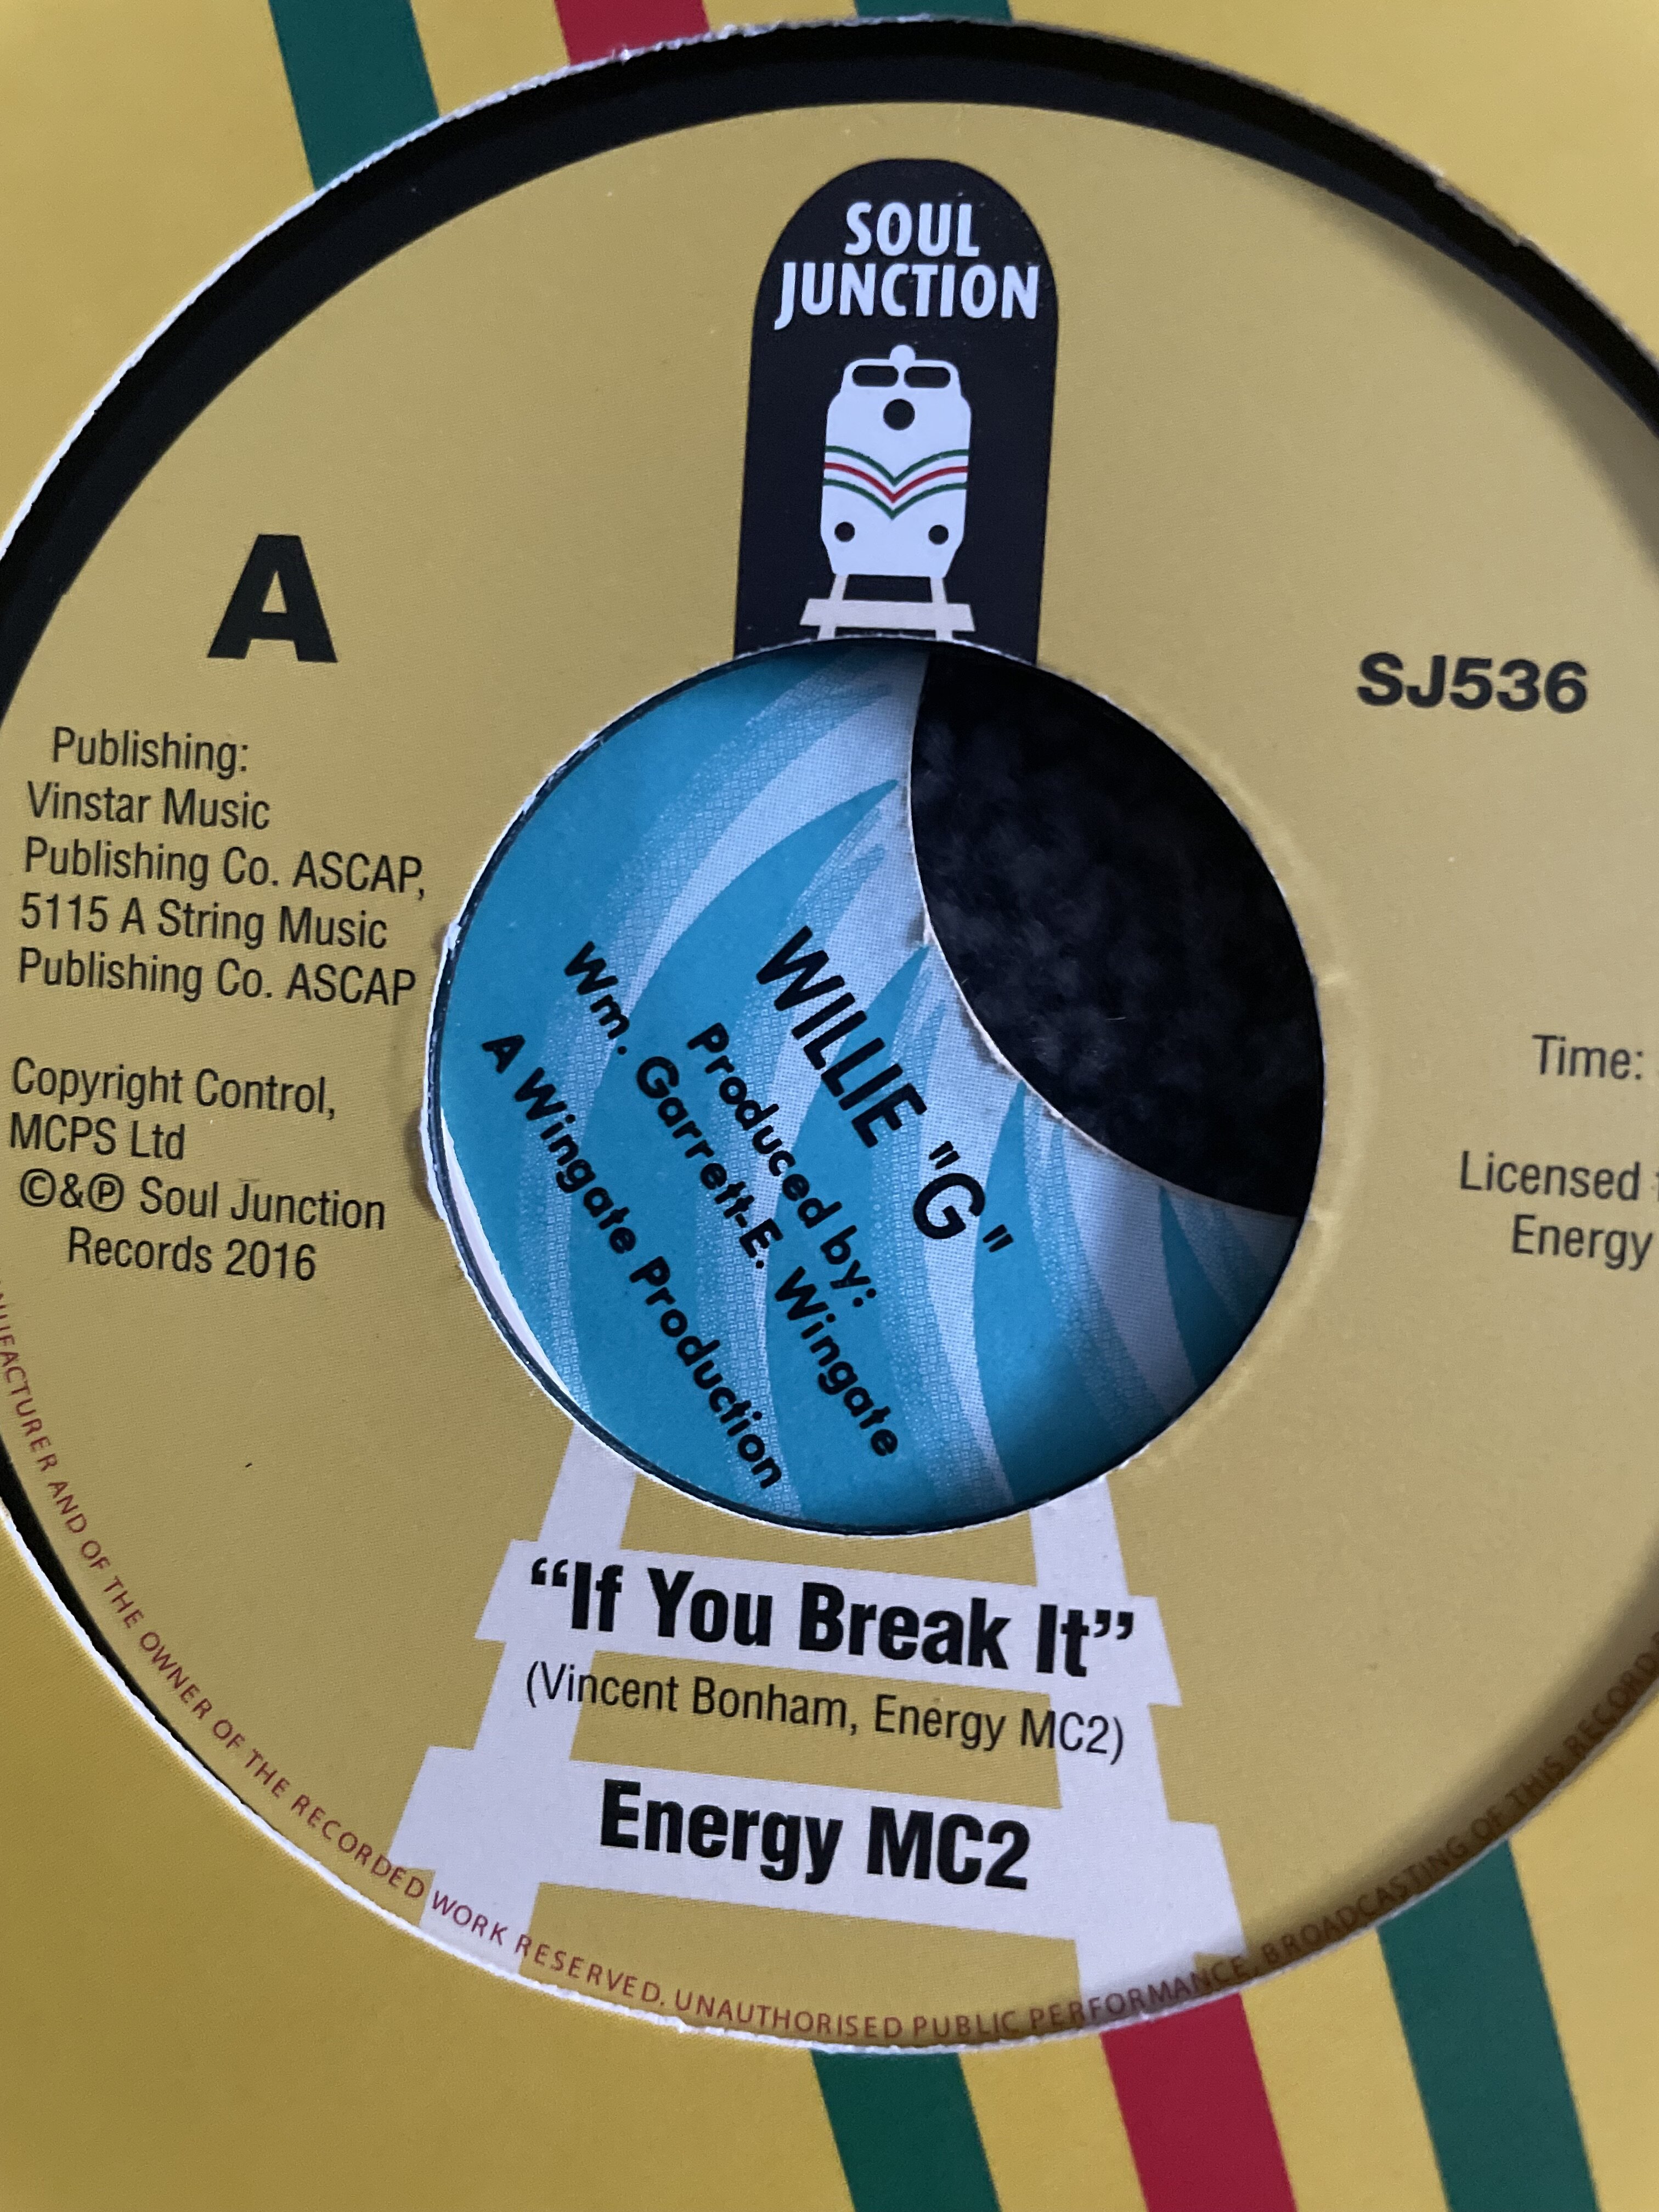 SOUL
JUNCTION
A
SJ536
Publishing:
Vinstar Music
Publishing Co. ASCAP,
5115 A String Music
Publishing Co. ASCAP
Copyright Control,
MCPS Ltd
©&℗ Soul Junction
Records 2016
Time:
Licensed
Energy
WILLIE "G"
Produced by:
Wm. Garrett-E. Wingate
A Wingate Production
“If You Break It”
(Vincent Bonham, Energy MC2)
Energy MC2
AND OF THE OWNER OF THE RECORDED WORK RESERVED. UNAUTHORISED PUBLIC PERFORMANCE, BROADCASTING OF THIS RECORD